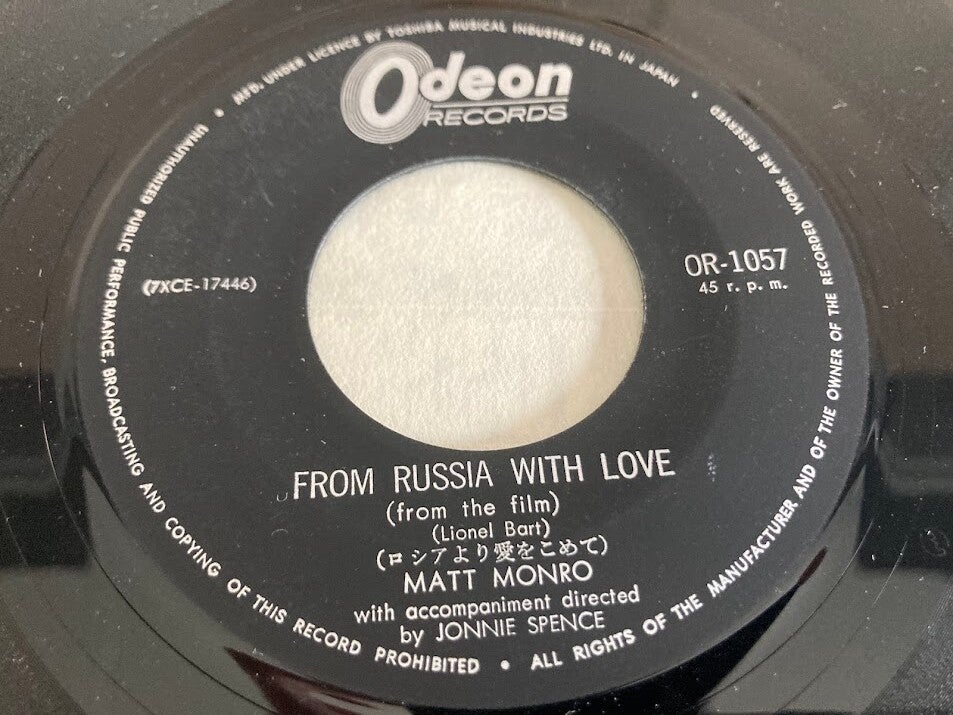 MFD. UNDER LICENCE BY TOSHIBA MUSICAL INDUSTRIES LTD. IN JAPAN
Odeon
RECORDS
(7XCE-17446)
OR-1057
45 r. p. m.
FROM RUSSIA WITH LOVE
(from the film)
(Lionel Bart)
(ロシアより愛をこめて)
MATT MONRO
with accompaniment directed
by JONNIE SPENCE
UNAUTHORIZED PUBLIC PERFORMANCE, BROADCASTING AND COPYING OF THIS RECORD PROHIBITED • ALL RIGHTS OF THE MANUFACTURER AND OF THE OWNER OF THE RECORDED WORK ARE RESERVED